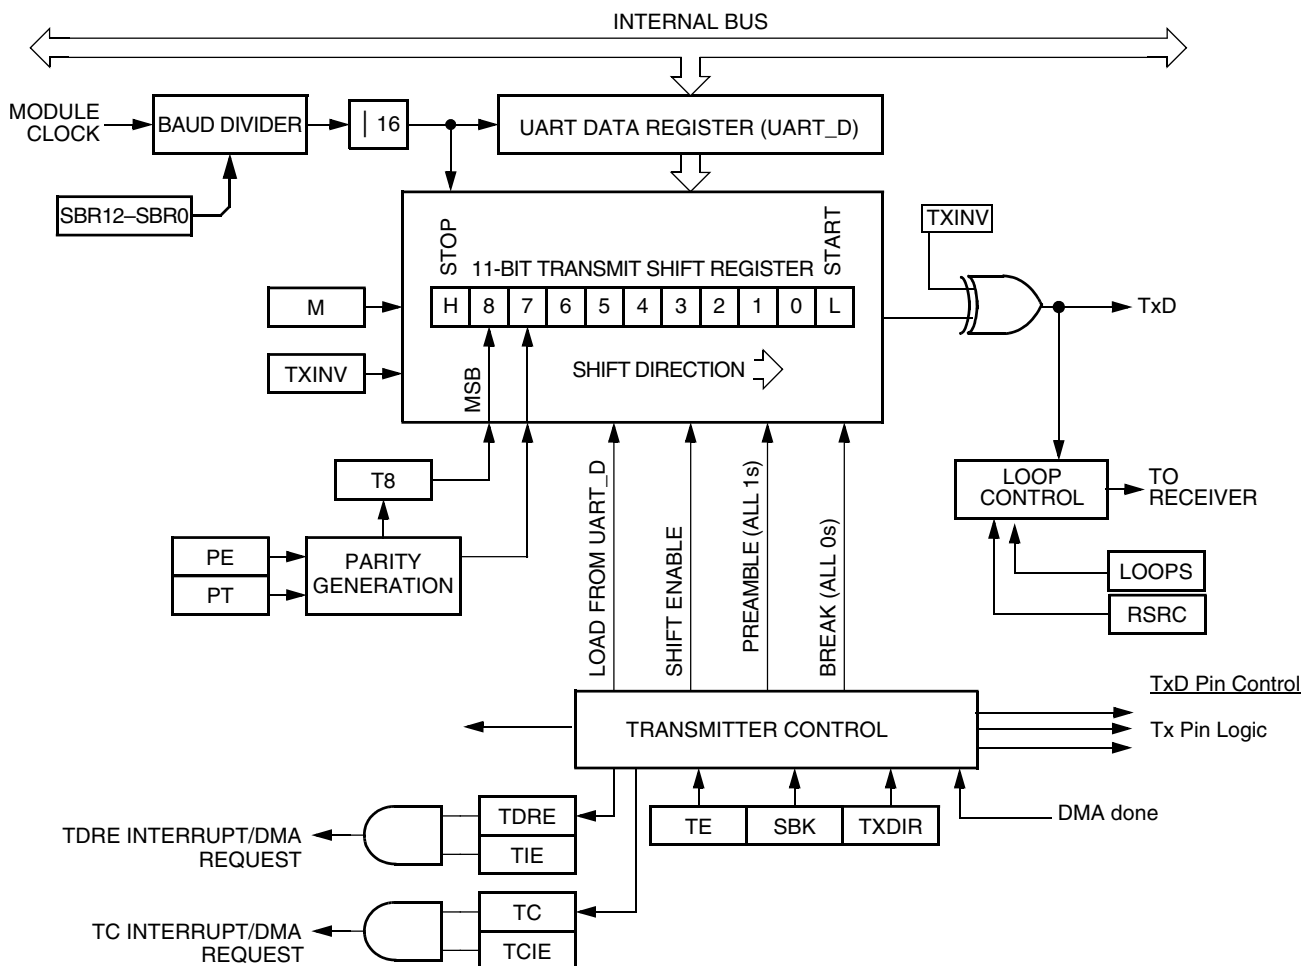 INTERNAL BUS
MODULE
CLOCK
BAUD DIVIDER
| 16
UART DATA REGISTER (UART_D)
SBR12–SBR0
TXINV
STOP
START
11-BIT TRANSMIT SHIFT REGISTER
M
H 8 7 6 5 4 3 2 1 0 L
TxD
TXINV
MSB
SHIFT DIRECTION
T8
LOOP
CONTROL
TO
RECEIVER
PE
PT
PARITY
GENERATION
LOAD FROM UART_D
SHIFT ENABLE
PREAMBLE (ALL 1s)
BREAK (ALL 0s)
LOOPS
RSRC
TxD Pin Control
TRANSMITTER CONTROL
Tx Pin Logic
TDRE
TIE
TE
SBK
TXDIR
DMA done
TDRE INTERRUPT/DMA
REQUEST
TC
TCIE
TC INTERRUPT/DMA
REQUEST